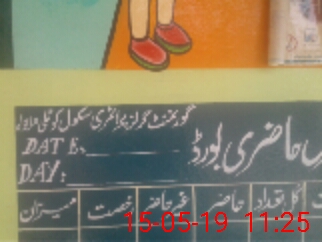 گورنمنٹ گرلز پرائمری سکول کوٹلی
حاضری بورڈ
DATE:
DAY:
کل تعداد حاضر غیر حاضر رخصت میزان
15-05-19 11:25